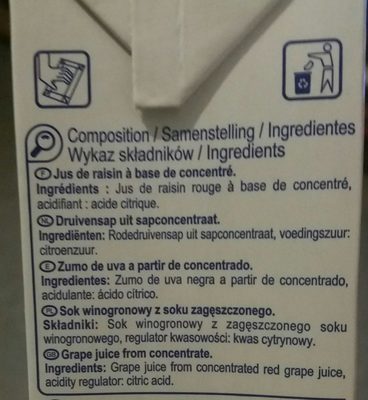 Composition / Samenstelling / Ingredientes
Wykaz składników / Ingredients
F Jus de raisin à base de concentré.
Ingrédients : Jus de raisin rouge à base de concentré,
acidifiant : acide citrique.
NL Druivensap uit sapconcentraat.
Ingrediënten: Rodedruivensap uit sapconcentraat, voedingszuur:
citroenzuur.
E Zumo de uva a partir de concentrado.
Ingredientes: Zumo de uva negra a partir de concentrado,
acidulante: ácido cítrico.
PL Sok winogronowy z soku zagęszczonego.
Składniki: Sok winogronowy z zagęszczonego soku
winogronowego, regulator kwasowości: kwas cytrynowy.
GB Grape juice from concentrate.
Ingredients: Grape juice from concentrated red grape juice,
acidity regulator: citric acid.